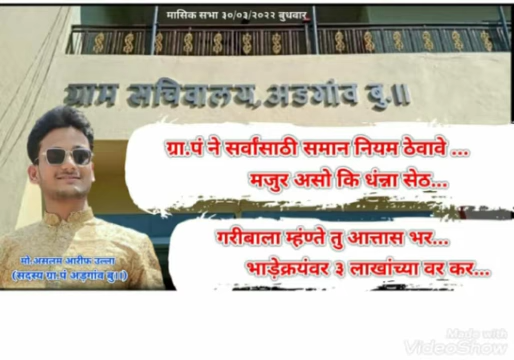 मासिक सभा ३०/०३/२०२२ बुधवार
ग्राम सचिवालय, अडगांव बु॥
ग्रा.पं ने सर्वांसाठी समान नियम ठेवावे ...
मजुर असो कि धंन्ना सेठ...
गरीबाला म्हंण्ते तु आत्तास भर...
भाड़ेक्रयंवर ३ लाखांच्या वर कर...
मो.असलम आरीफ उल्ला
(सदस्य ग्रा.पं.अडगांव बु॥)
Made with
VideoShow